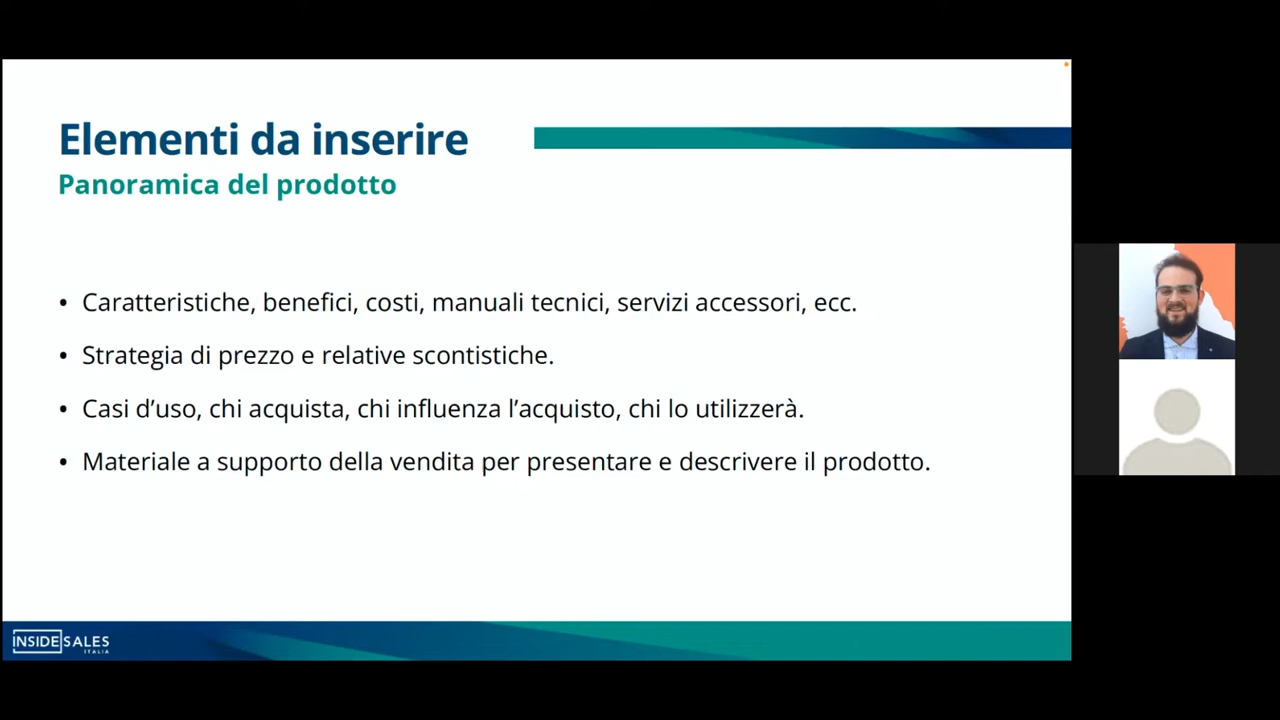 Elementi da inserire
Panoramica del prodotto
• Caratteristiche, benefici, costi, manuali tecnici, servizi accessori, ecc.
• Strategia di prezzo e relative scontistiche.
• Casi d’uso, chi acquista, chi influenza l’acquisto, chi lo utilizzerà.
• Materiale a supporto della vendita per presentare e descrivere il prodotto.
INSIDE SALES
ITALIA